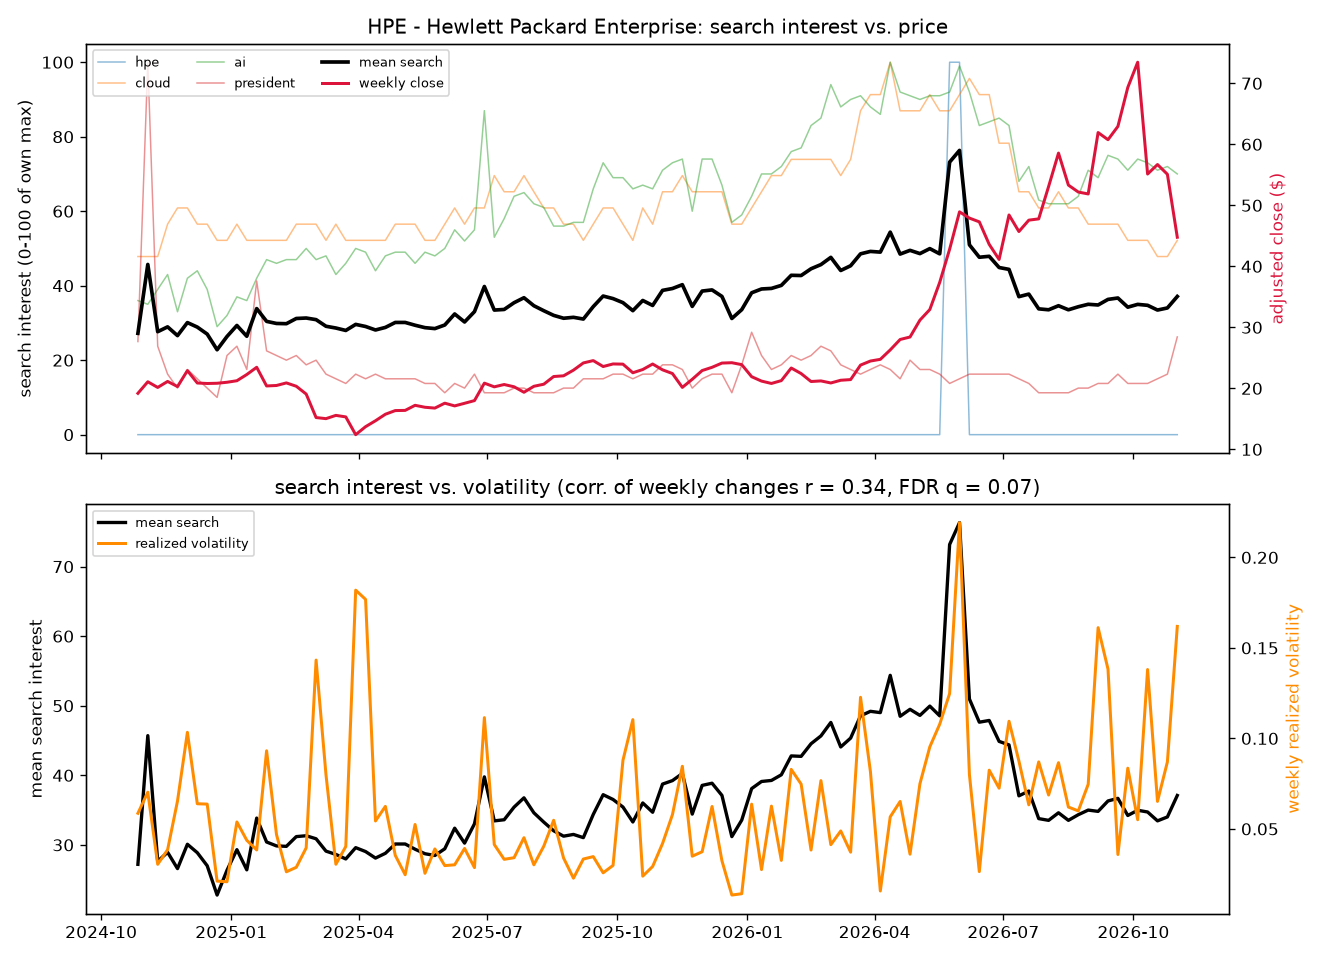 HPE - Hewlett Packard Enterprise: search interest vs. price
hpe
cloud
ai
president
mean search
weekly close
search interest (0-100 of own max)
100
80
60
40
20
0
adjusted close ($)
70
60
50
40
30
20
10
search interest vs. volatility (corr. of weekly changes r = 0.34, FDR q = 0.07)
mean search
realized volatility
mean search interest
70
60
50
40
30
weekly realized volatility
0.20
0.15
0.10
0.05
2024-10
2025-01
2025-04
2025-07
2025-10
2026-01
2026-04
2026-07
2026-10